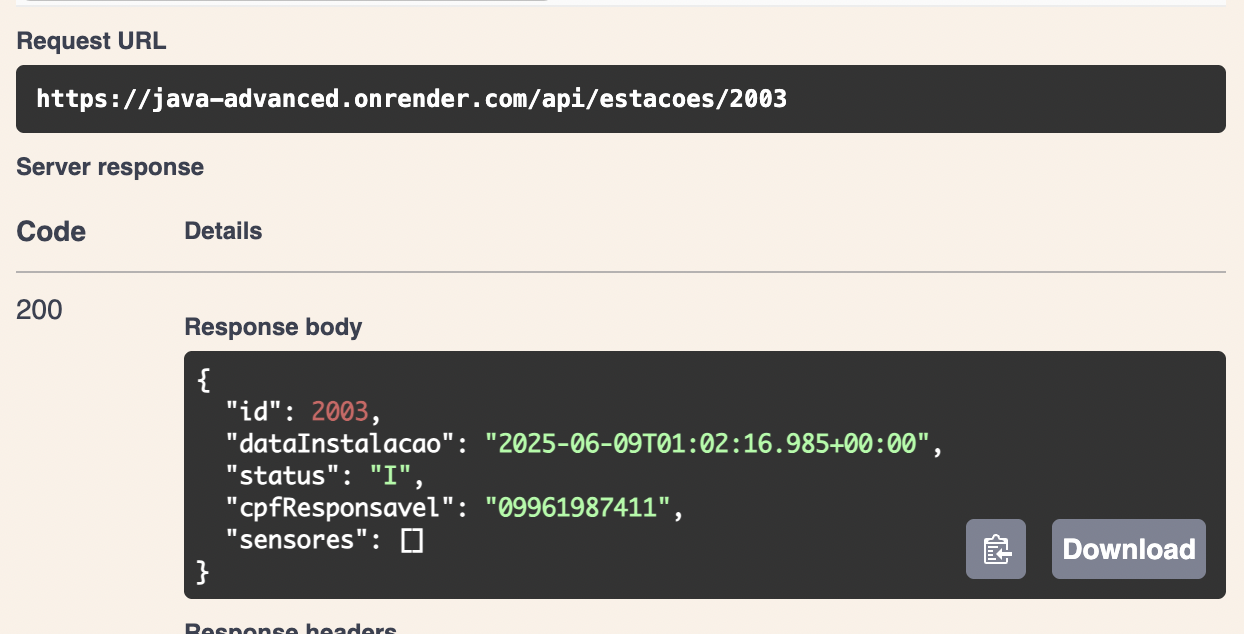 Request URL
https://java-advanced.onrender.com/api/estacoes/2003
Server response
Code Details
200
Response body
{
"id": 2003,
"dataInstalacao": "2025-06-09T01:02:16.985+00:00",
"status": "I",
"cpfResponsavel": "09961987411",
"sensores": []
}
Download
Response headers